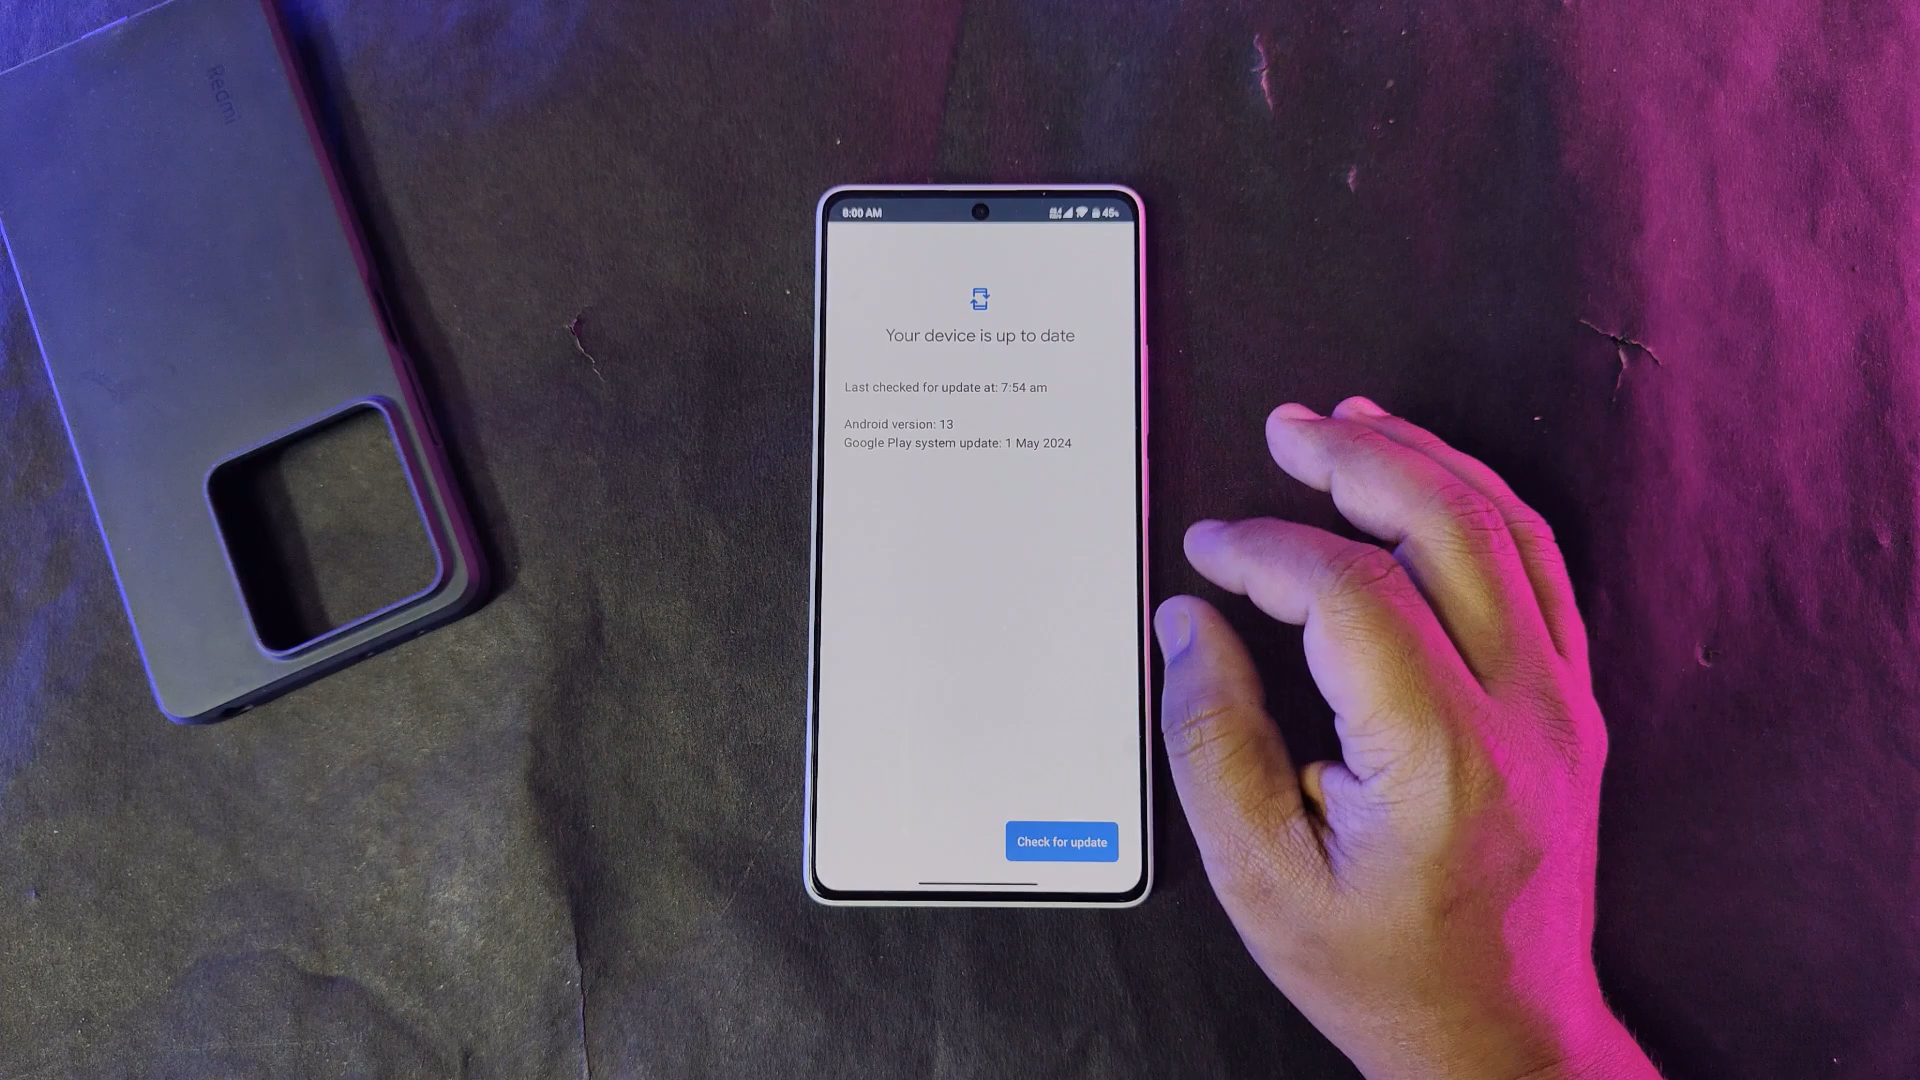 Redmi
8:00 AM
45%
Your device is up to date
Last checked for update at: 7:54 am
Android version: 13
Google Play system update: 1 May 2024
Check for update